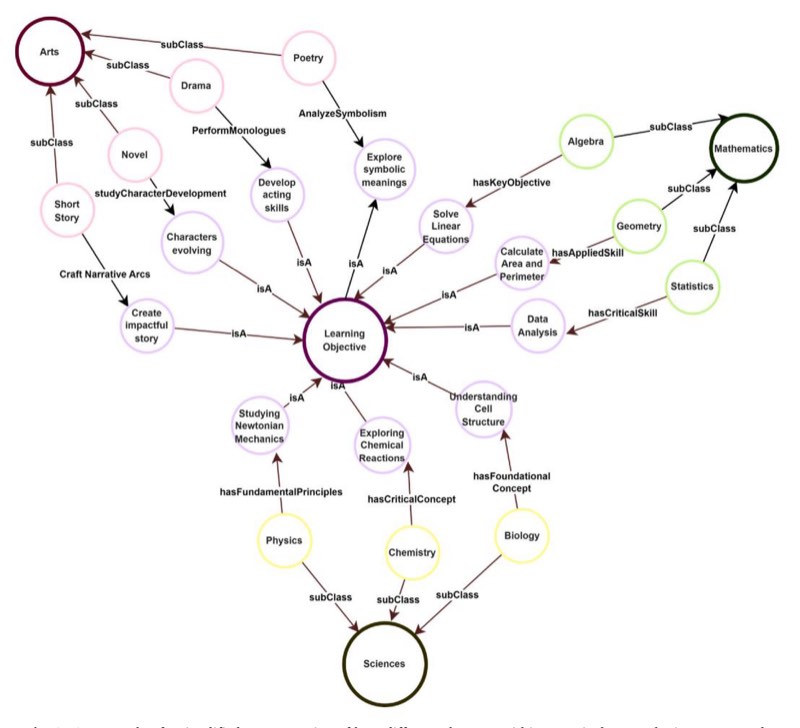 Arts
subClass
Poetry
subClass
Drama
subClass
AnalyzeSymbolism
PerformMonologues
subClass
Novel
Explore
symbolic
meanings
Algebra
subClass
Mathematics
hasKeyObjective
subClass
studyCharacterDevelopment
Develop
acting
skills
Short
Story
Solve
Linear
Equations
Geometry
subClass
Characters
evolving
hasAppliedSkill
Calculate
Area and
Perimeter
isA
isA
isA
Craft Narrative Arcs
isA
isA
Statistics
hasCriticalSkill
Create
impactful
story
isA
Learning
Objective
isA
Data
Analysis
isA
isA
isA
Studying
Newtonian
Mechanics
Exploring
Chemical
Reactions
Understanding
Cell
Structure
hasFundamentalPrinciples
hasCriticalConcept
hasFoundational
Concept
Physics
Chemistry
Biology
subClass
subClass
subClass
Sciences